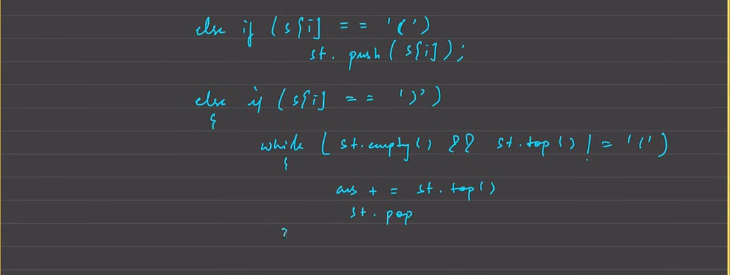 else if (s[i] == '(')
st. push (s[i]);
else if (s[i] == ')')
{
while ( st.empty() && st.top() != '(' )
{
ans += st.top()
st. pop
}